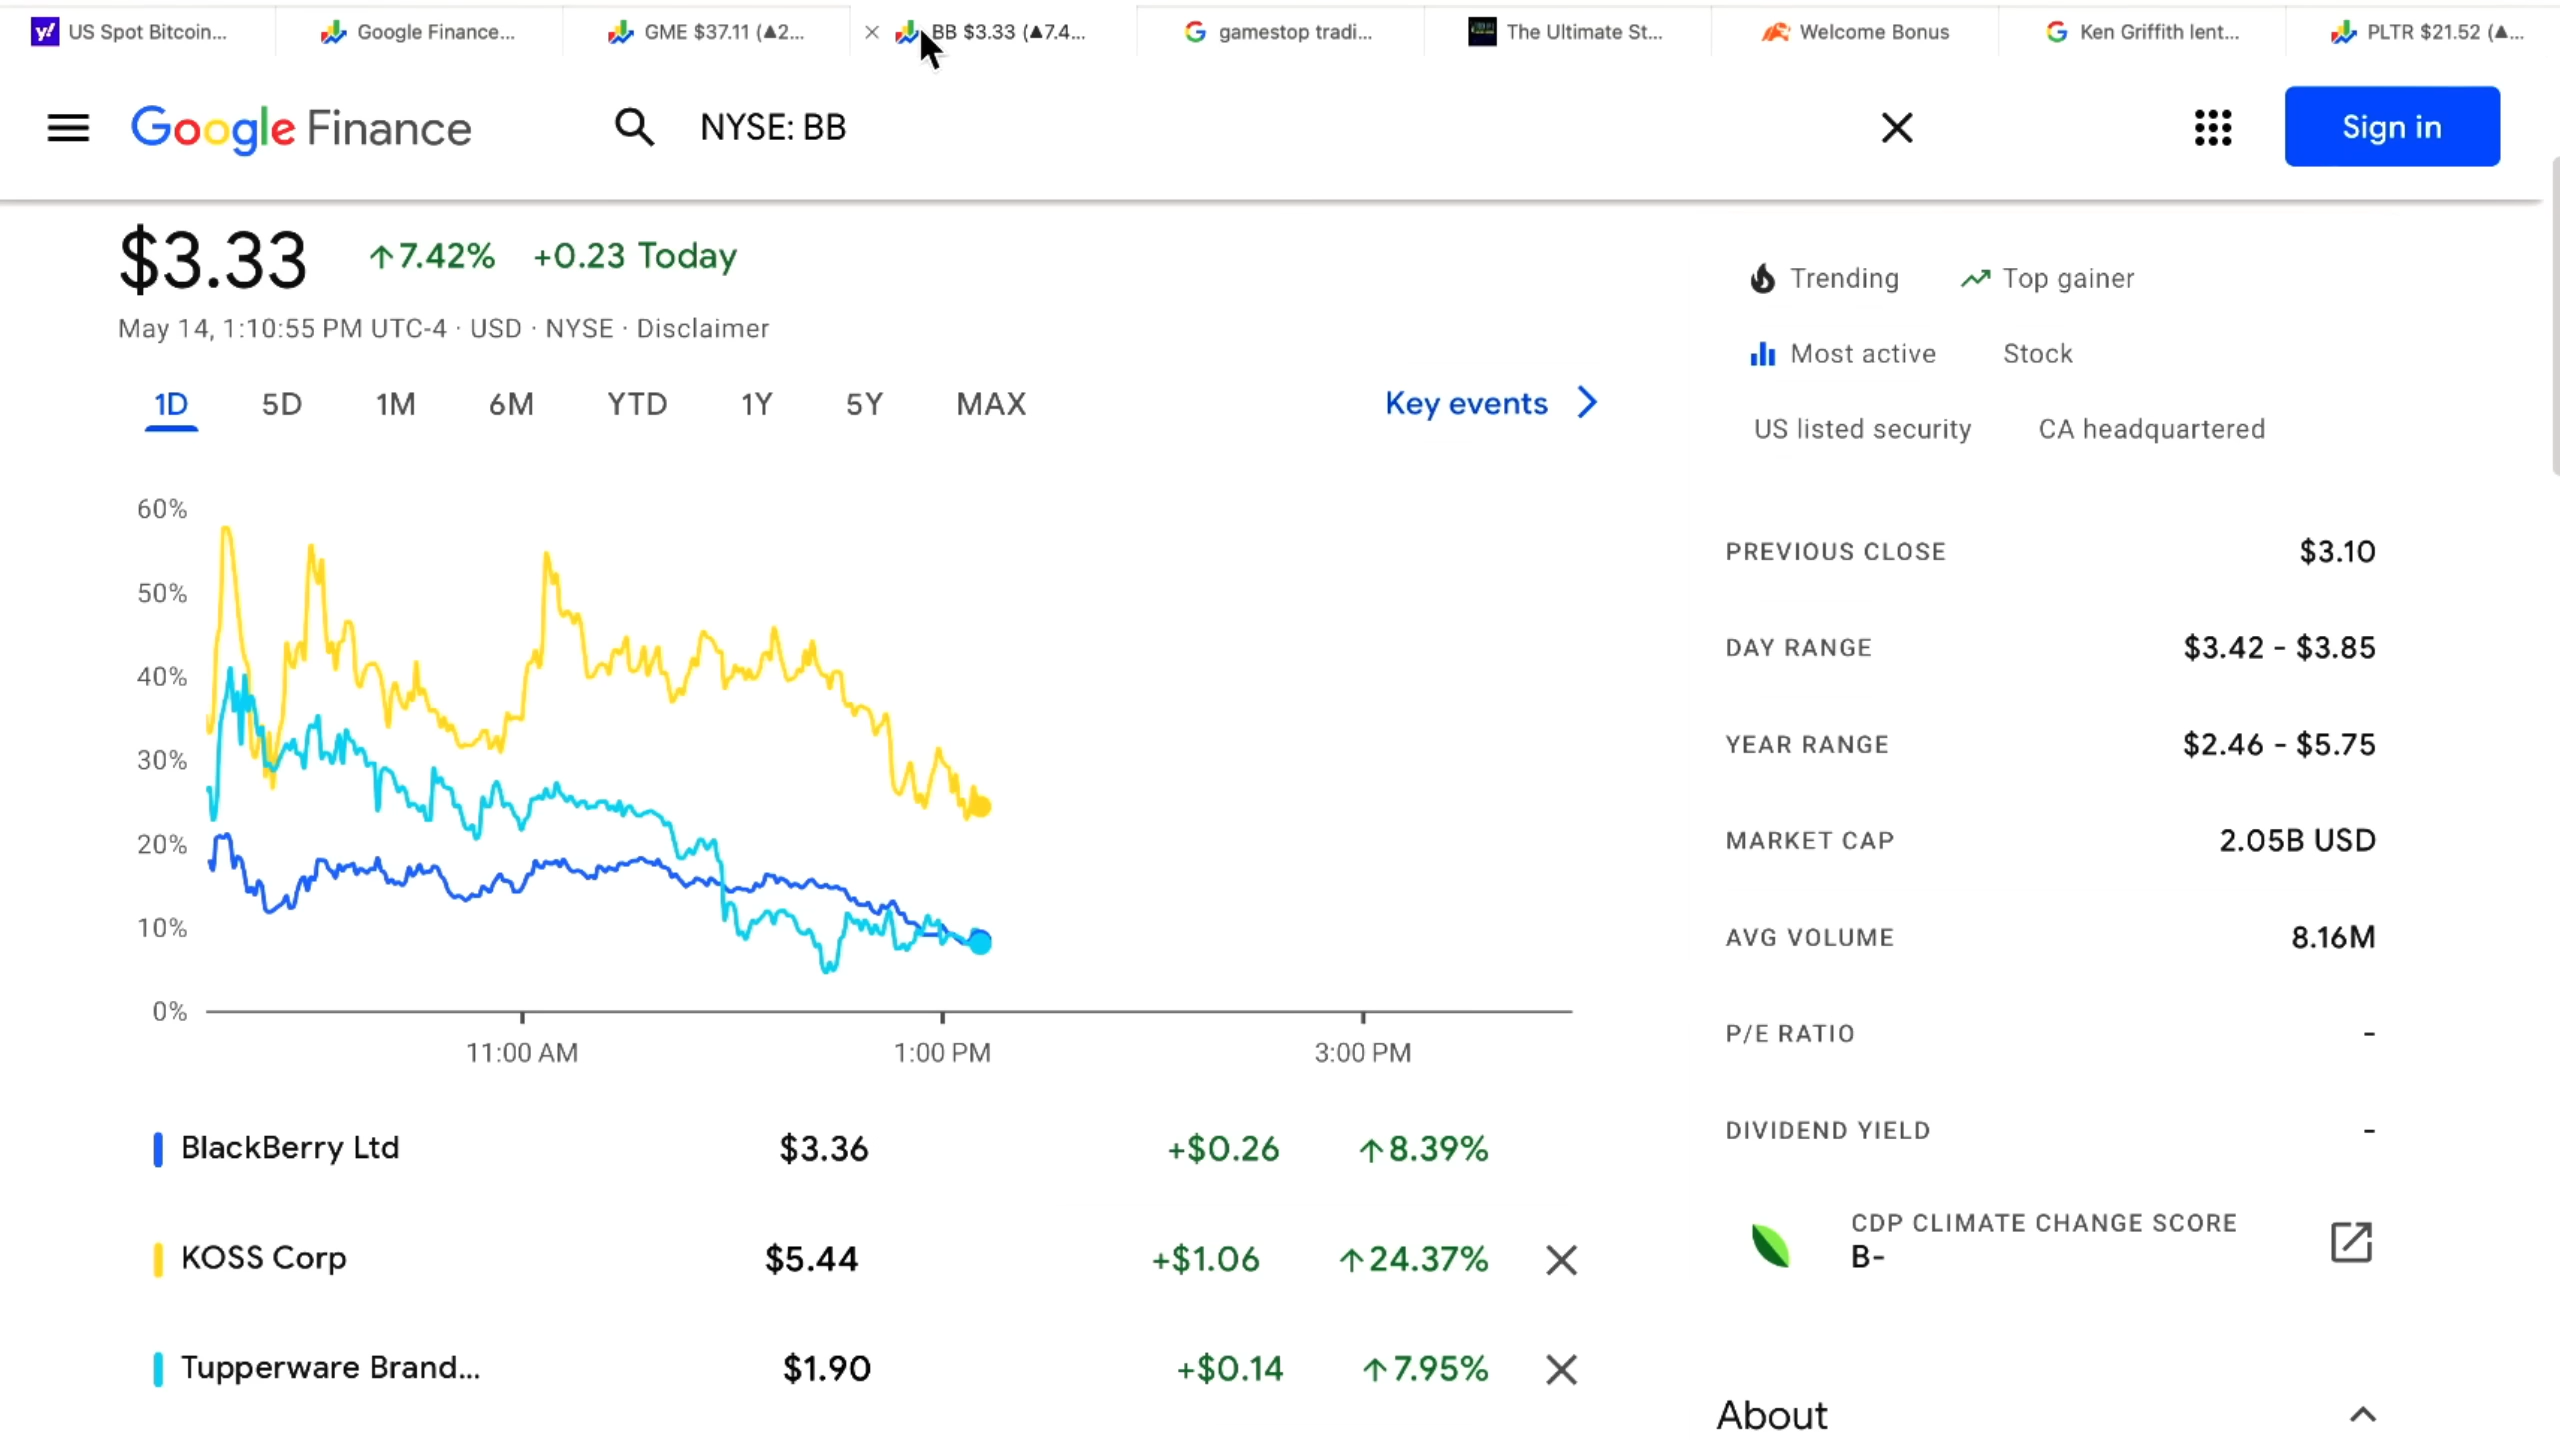 US Spot Bitcoin...
Google Finance...
GME $37.11 (▲2...
BB $3.33 (▲7.4...
gamestop tradi...
The Ultimate St...
Welcome Bonus
Ken Griffith lent...
PLTR $21.52 (▲...
Google Finance
NYSE: BB
Sign in
$3.33 ↑7.42% +0.23 Today
May 14, 1:10:55 PM UTC-4 · USD · NYSE · Disclaimer
1D 5D 1M 6M YTD 1Y 5Y MAX
Key events
60%
50%
40%
30%
20%
10%
0%
11:00 AM 1:00 PM 3:00 PM
BlackBerry Ltd $3.36 +$0.26 ↑8.39%
KOSS Corp $5.44 +$1.06 ↑24.37%
Tupperware Brand... $1.90 +$0.14 ↑7.95%
Trending Top gainer
Most active Stock
US listed security CA headquartered
PREVIOUS CLOSE $3.10
DAY RANGE $3.42 - $3.85
YEAR RANGE $2.46 - $5.75
MARKET CAP 2.05B USD
AVG VOLUME 8.16M
P/E RATIO -
DIVIDEND YIELD -
CDP CLIMATE CHANGE SCORE
B-
About